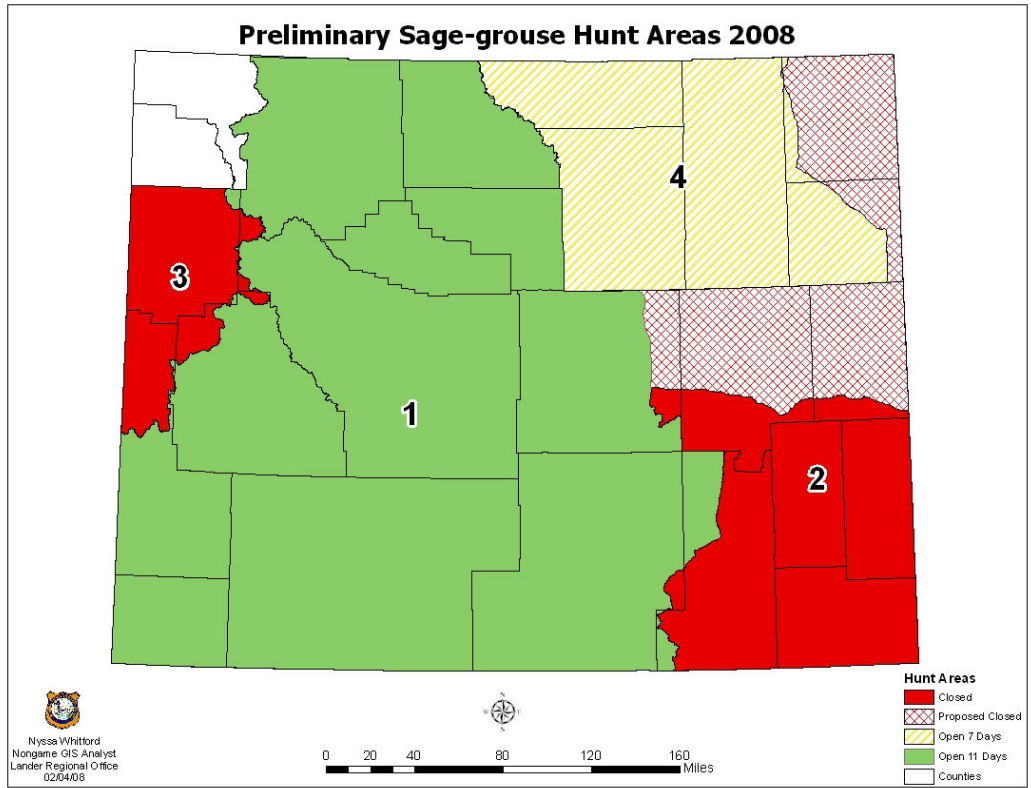 Preliminary Sage-grouse Hunt Areas 2008
4
3
1
2
Hunt Areas
Closed
Proposed Closed
Open 7 Days
Open 11 Days
Counties
Nyssa Whitford
Nongame GIS Analyst
Lander Regional Office
02/04/08
N
W E
S
0 20 40 80 120 160
Miles